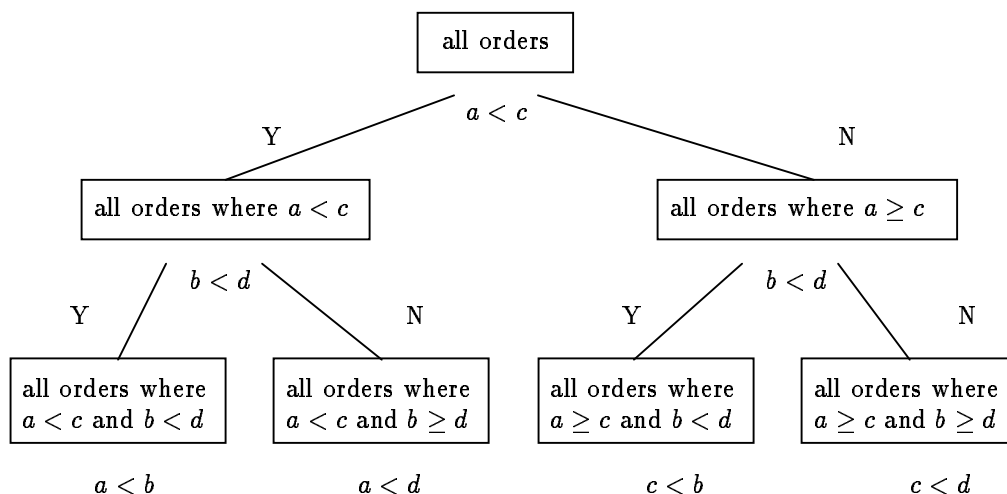 all orders
a < c
Y
N
all orders where a < c
all orders where a ≥ c
b < d
b < d
Y
N
Y
N
all orders where
a < c and b < d
all orders where
a < c and b ≥ d
all orders where
a ≥ c and b < d
all orders where
a ≥ c and b ≥ d
a < b
a < d
c < b
c < d